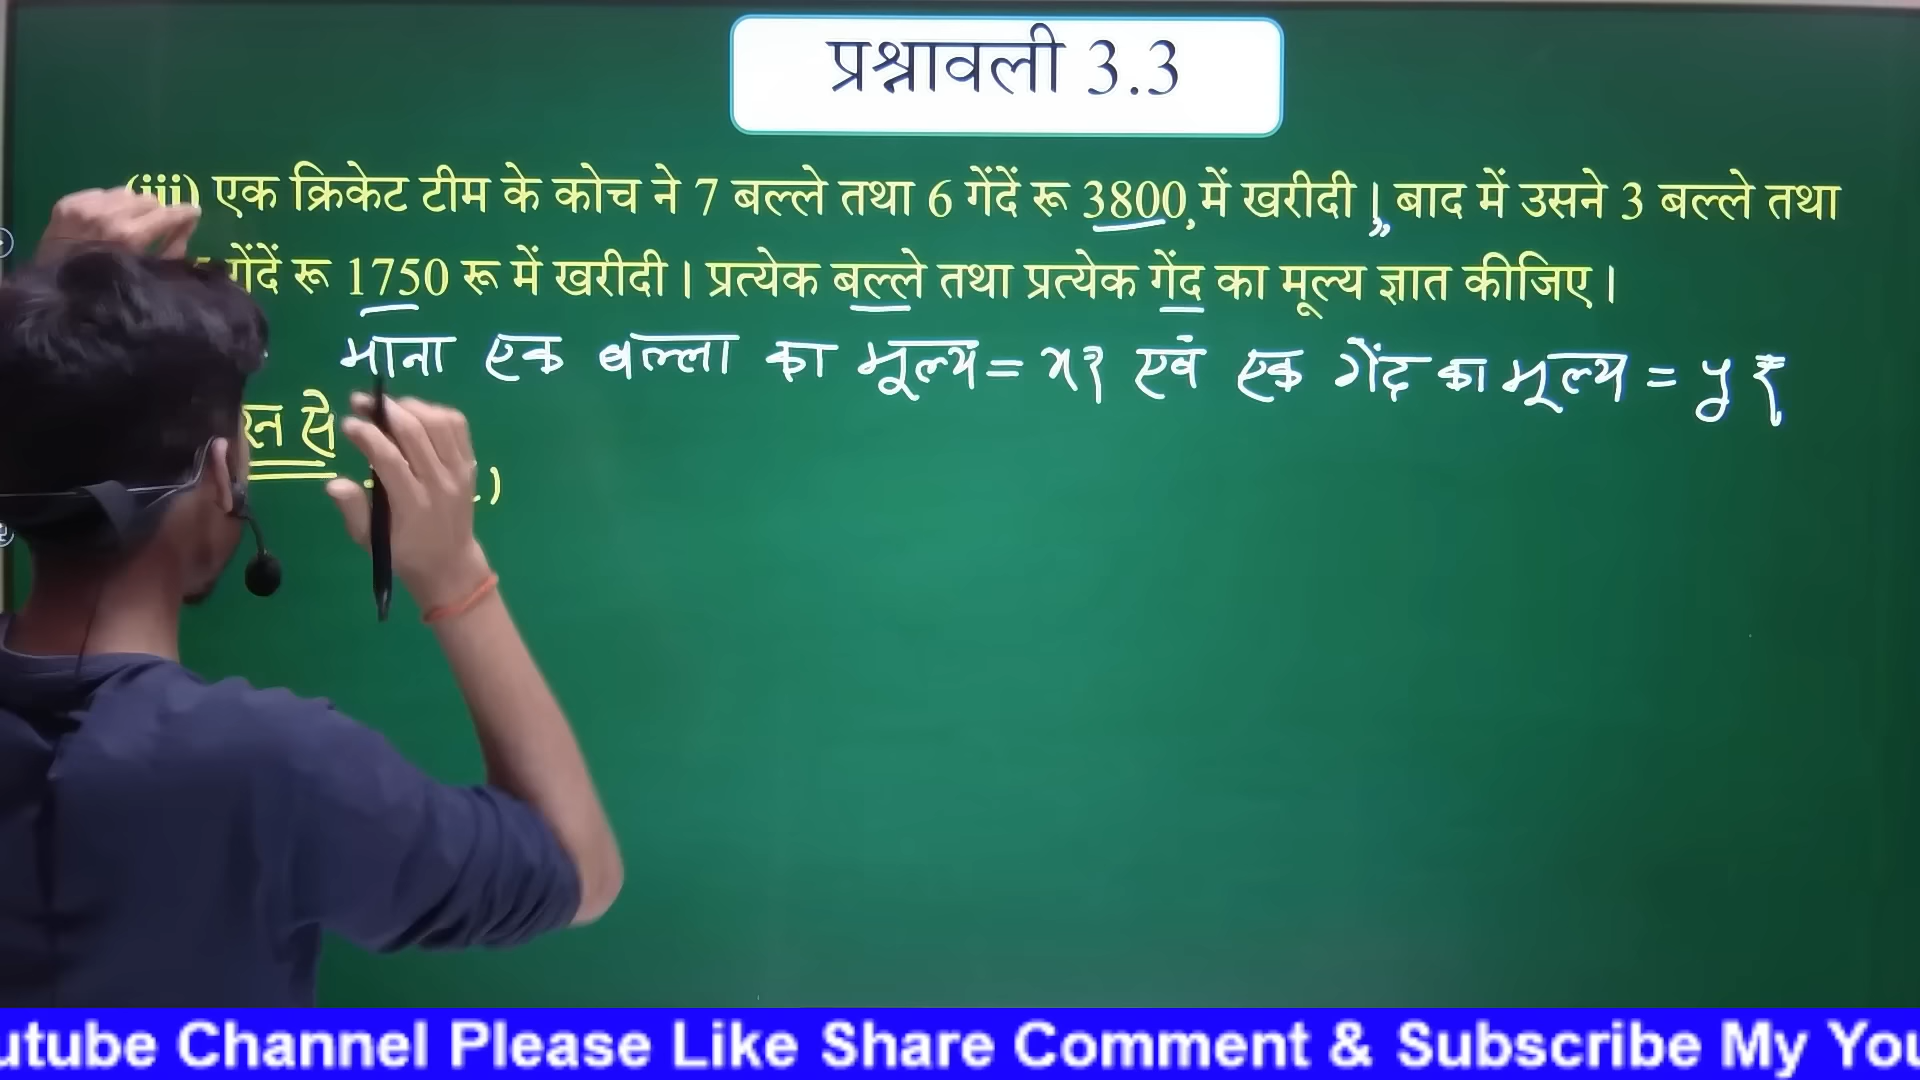 प्रश्नावली 3.3
(iii) एक क्रिकेट टीम के कोच ने 7 बल्ले तथा 6 गेंदें रू 3800, में खरीदी |,, बाद में उसने 3 बल्ले तथा
गेंदें रू 1750 रू में खरीदी । प्रत्येक बल्ले तथा प्रत्येक गेंद का मूल्य ज्ञात कीजिए ।
माना एक बल्ला का मूल्य = x₹ एवं एक गेंद का मूल्य = y ₹
से
utube Channel Please Like Share Comment & Subscribe My You